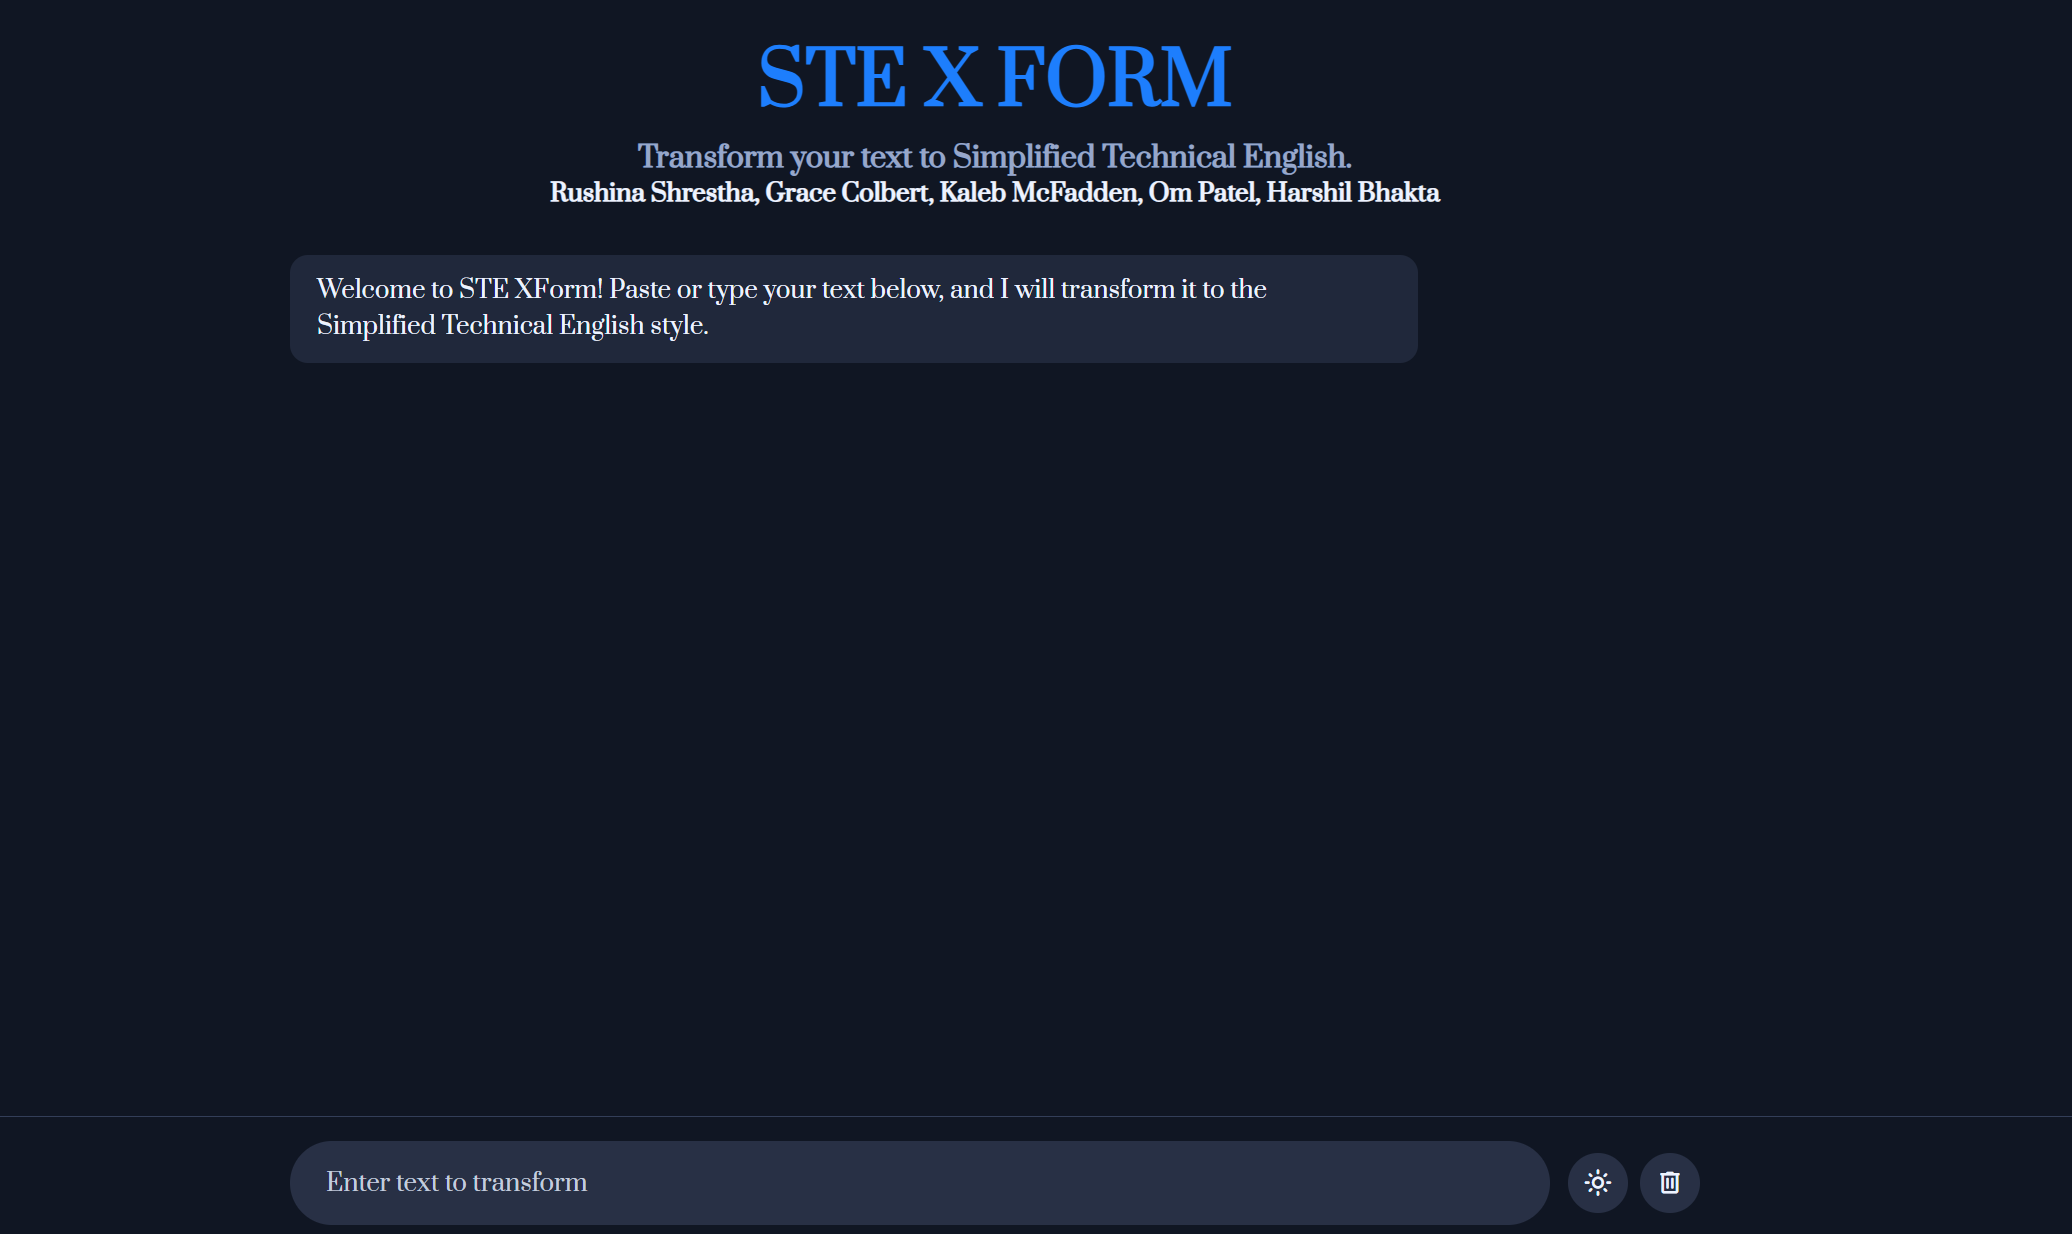 STE X FORM
Transform your text to Simplified Technical English.
Rushina Shrestha, Grace Colbert, Kaleb McFadden, Om Patel, Harshil Bhakta
Welcome to STE XForm! Paste or type your text below, and I will transform it to the
Simplified Technical English style.
Enter text to transform